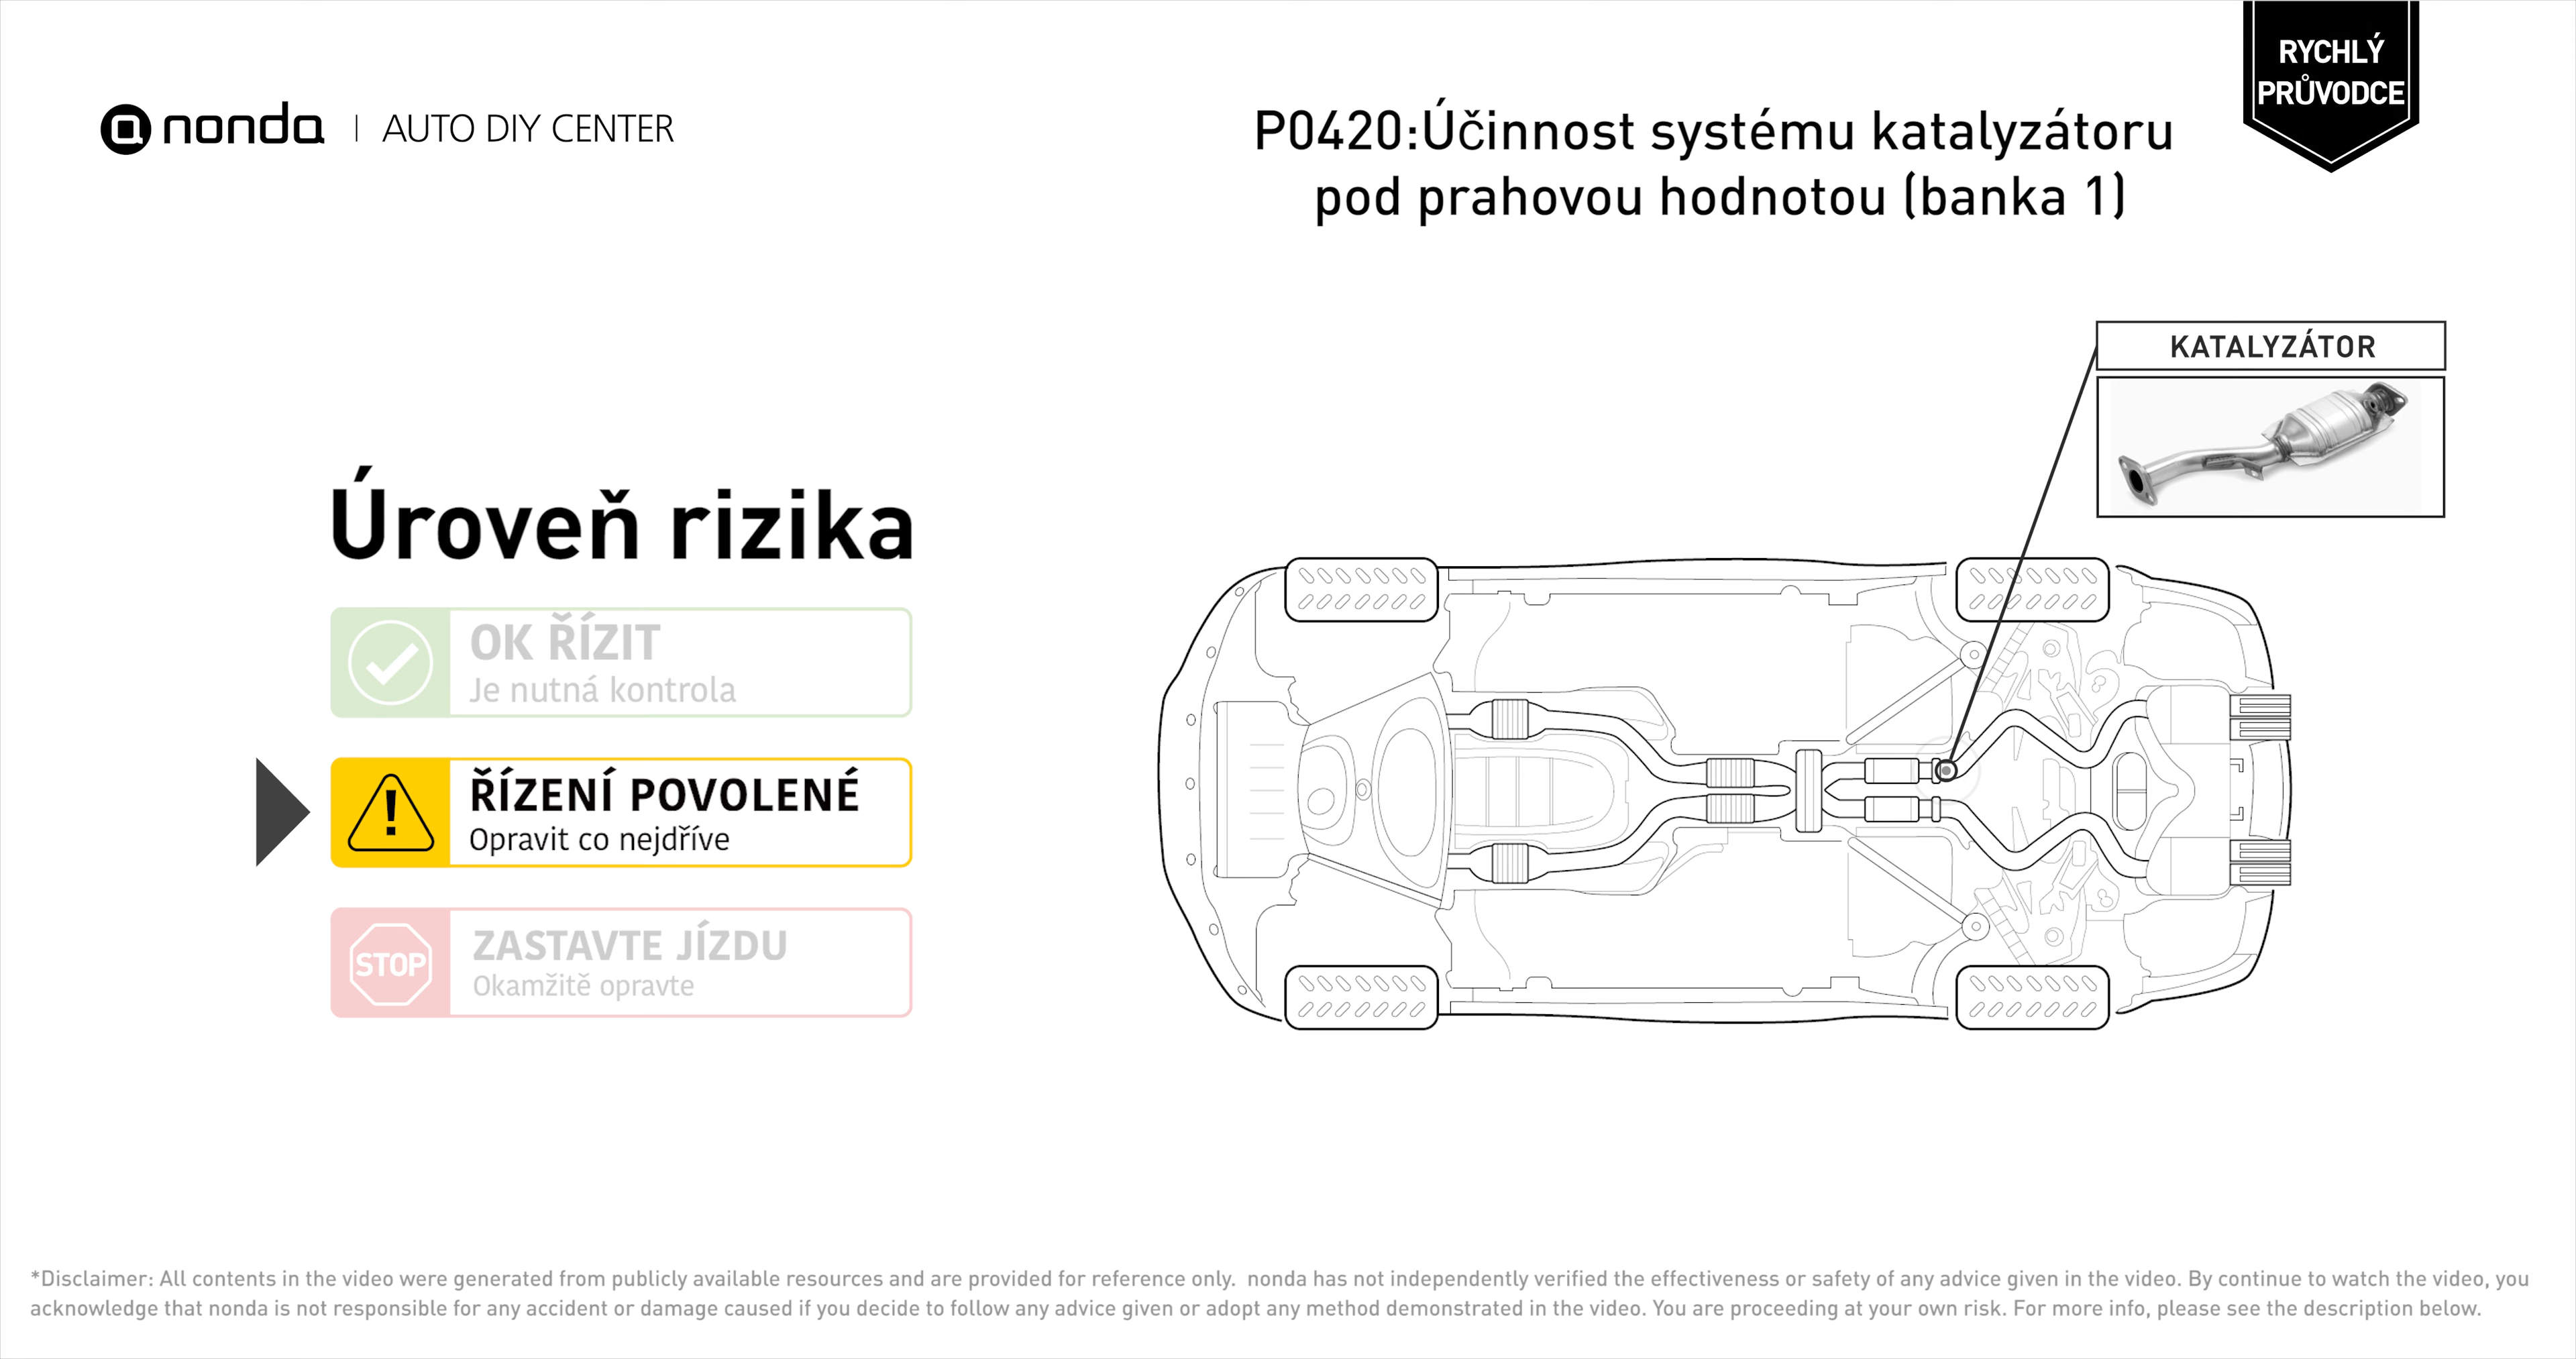 nonda | AUTO DIY CENTER
P0420:Účinnost systému katalyzátoru
pod prahovou hodnotou (banka 1)
RYCHLÝ
PRŮVODCE
KATALYZÁTOR
Úroveň rizika
OK ŘÍZIT
Je nutná kontrola
ŘÍZENÍ POVOLENÉ
Opravit co nejdříve
STOP
ZASTAVTE JÍZDU
Okamžitě opravte
*Disclaimer: All contents in the video were generated from publicly available resources and are provided for reference only. nonda has not independently verified the effectiveness or safety of any advice given in the video. By continue to watch the video, you
acknowledge that nonda is not responsible for any accident or damage caused if you decide to follow any advice given or adopt any method demonstrated in the video. You are proceeding at your own risk. For more info, please see the description below.